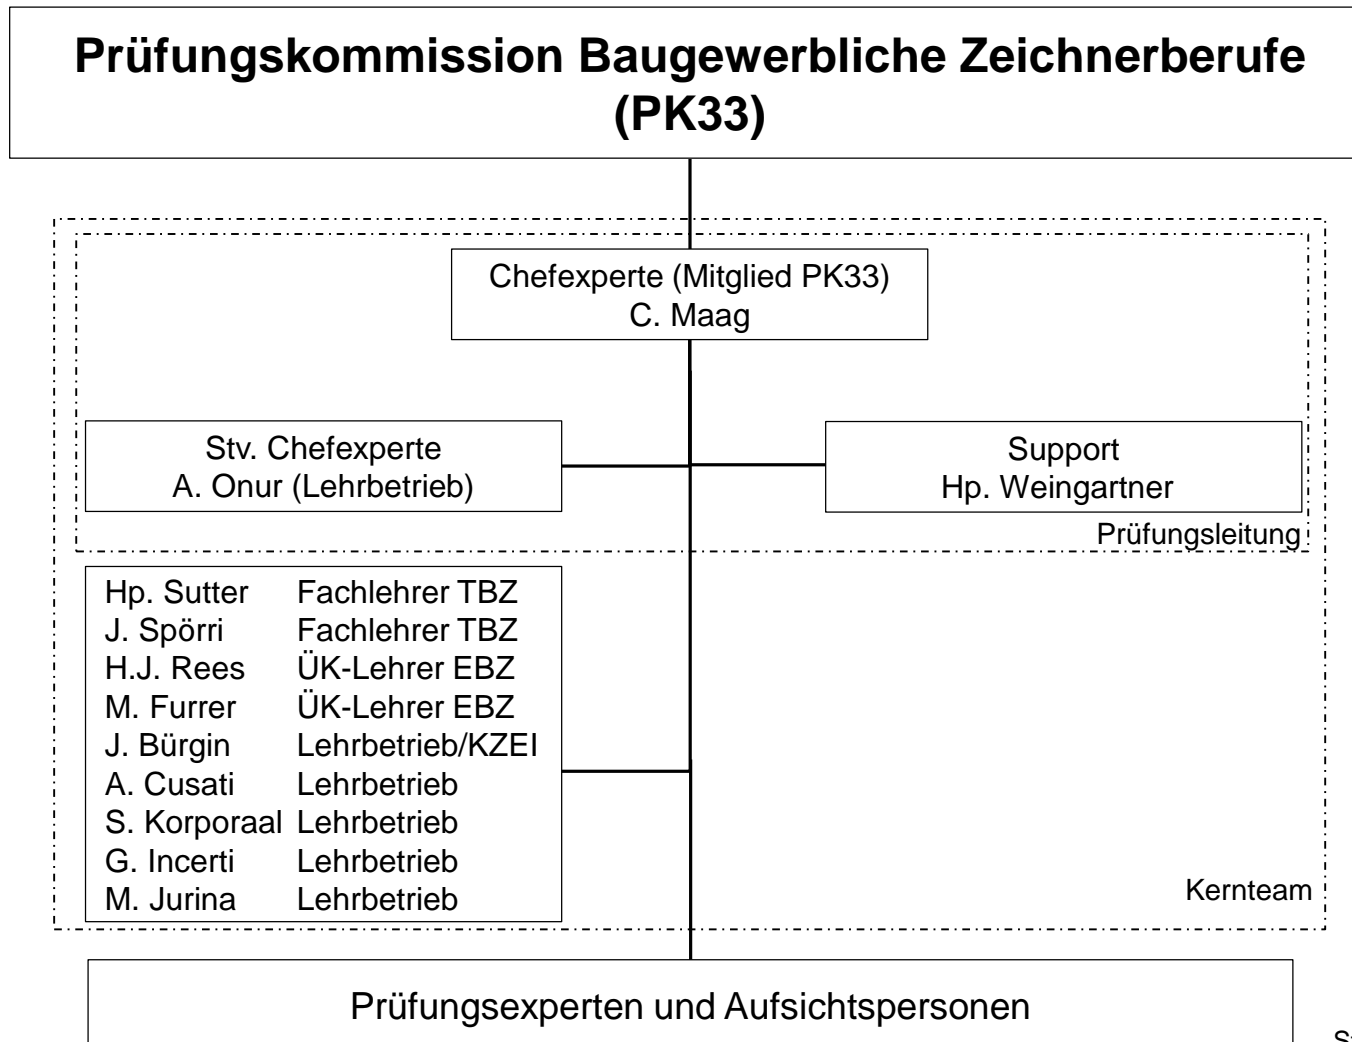 Prüfungskommission Baugewerbliche Zeichnerberufe
(PK33)
Chefexperte (Mitglied PK33)
C. Maag
Stv. Chefexperte
A. Onur (Lehrbetrieb)
Support
Hp. Weingartner
Prüfungsleitung
Hp. Sutter Fachlehrer TBZ
J. Spörri Fachlehrer TBZ
H.J. Rees ÜK-Lehrer EBZ
M. Furrer ÜK-Lehrer EBZ
J. Bürgin Lehrbetrieb/KZEI
A. Cusati Lehrbetrieb
S. Korporaal Lehrbetrieb
G. Incerti Lehrbetrieb
M. Jurina Lehrbetrieb
Kernteam
Prüfungsexperten und Aufsichtspersonen